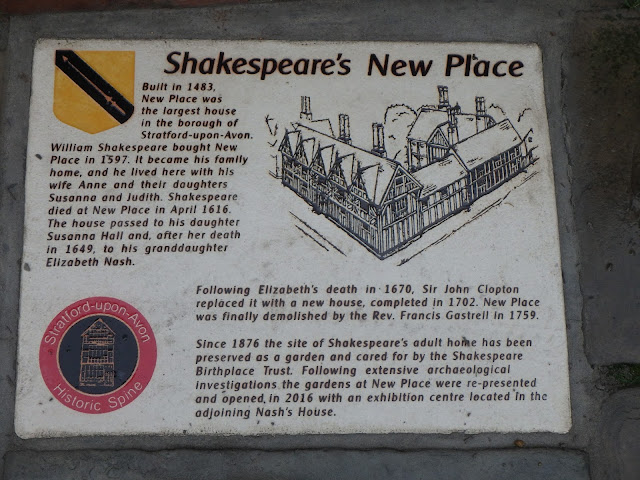 Shakespeare's New Place
Built in 1483,
New Place was
the largest house
in the borough of
Stratford-upon-Avon.
William Shakespeare bought New
Place in 1597. It became his family
home, and he lived here with his
wife Anne and their daughters
Susanna and Judith. Shakespeare
died at New Place in April 1616.
The house passed to his daughter
Susanna Hall and, after her death
in 1649, to his granddaughter
Elizabeth Nash.
Following Elizabeth's death in 1670, Sir John Clopton
replaced it with a new house, completed in 1702. New Place
was finally demolished by the Rev. Francis Gastrell in 1759.
Since 1876 the site of Shakespeare's adult home has been
preserved as a garden and cared for by the Shakespeare
Birthplace Trust. Following extensive archaeological
investigations the gardens at New Place were re-presented
and opened in 2016 with an exhibition centre located in the
adjoining Nash's House.
Stratford-upon-Avon
Historic Spine